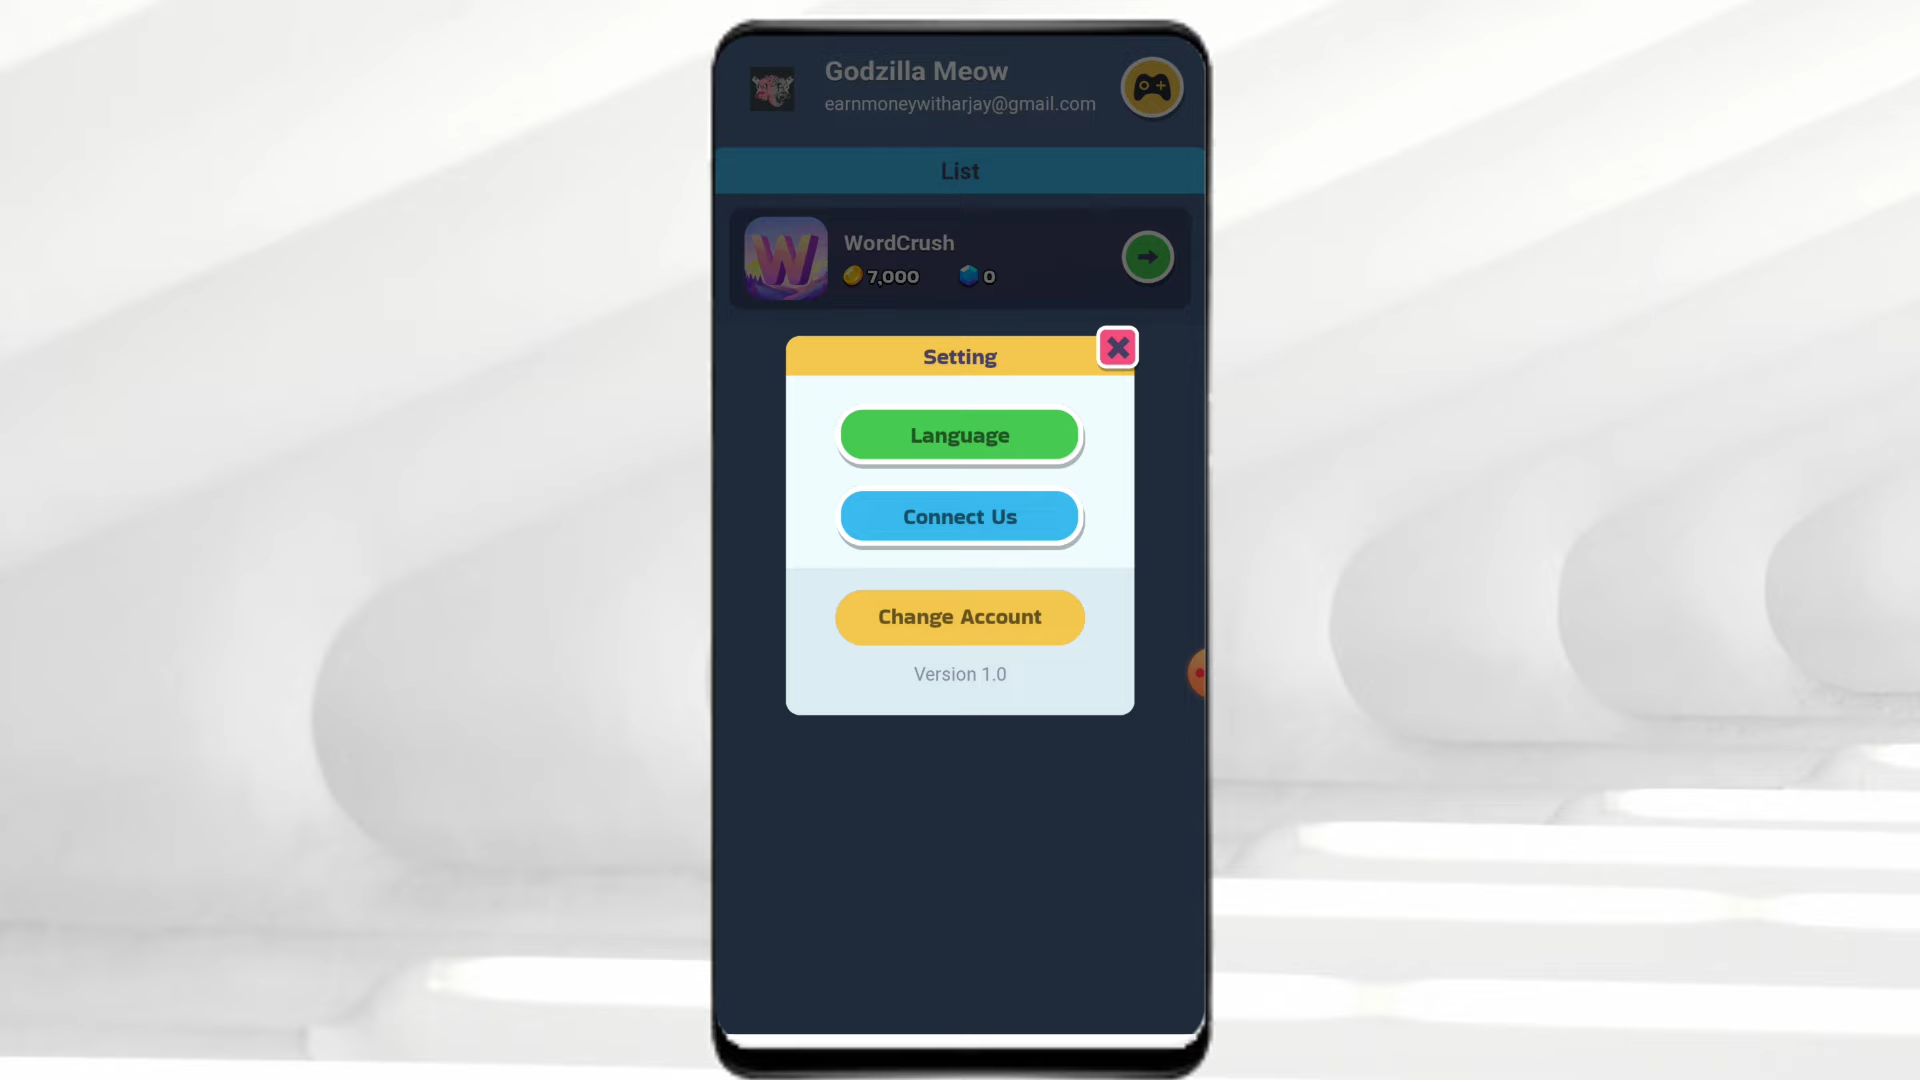 Godzilla Meow
earnmoneywitharjay@gmail.com
List
W
WordCrush
7,000 0
Setting
Language
Connect Us
Change Account
Version 1.0